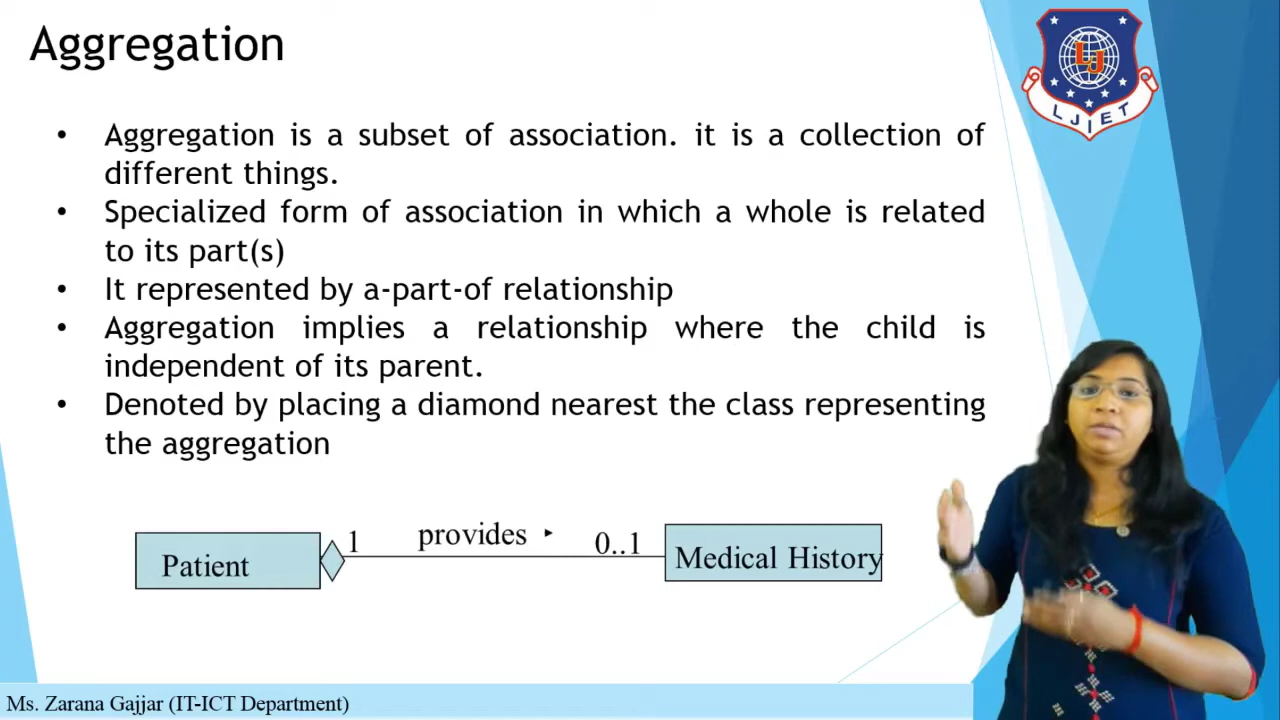 Aggregation
• Aggregation is a subset of association. it is a collection of
different things.
• Specialized form of association in which a whole is related
to its part(s)
• It represented by a-part-of relationship
• Aggregation implies a relationship where the child is
independent of its parent.
• Denoted by placing a diamond nearest the class representing
the aggregation
Patient
1
provides
0..1
Medical History
LJ
LJIET
Ms. Zarana Gajjar (IT-ICT Department)